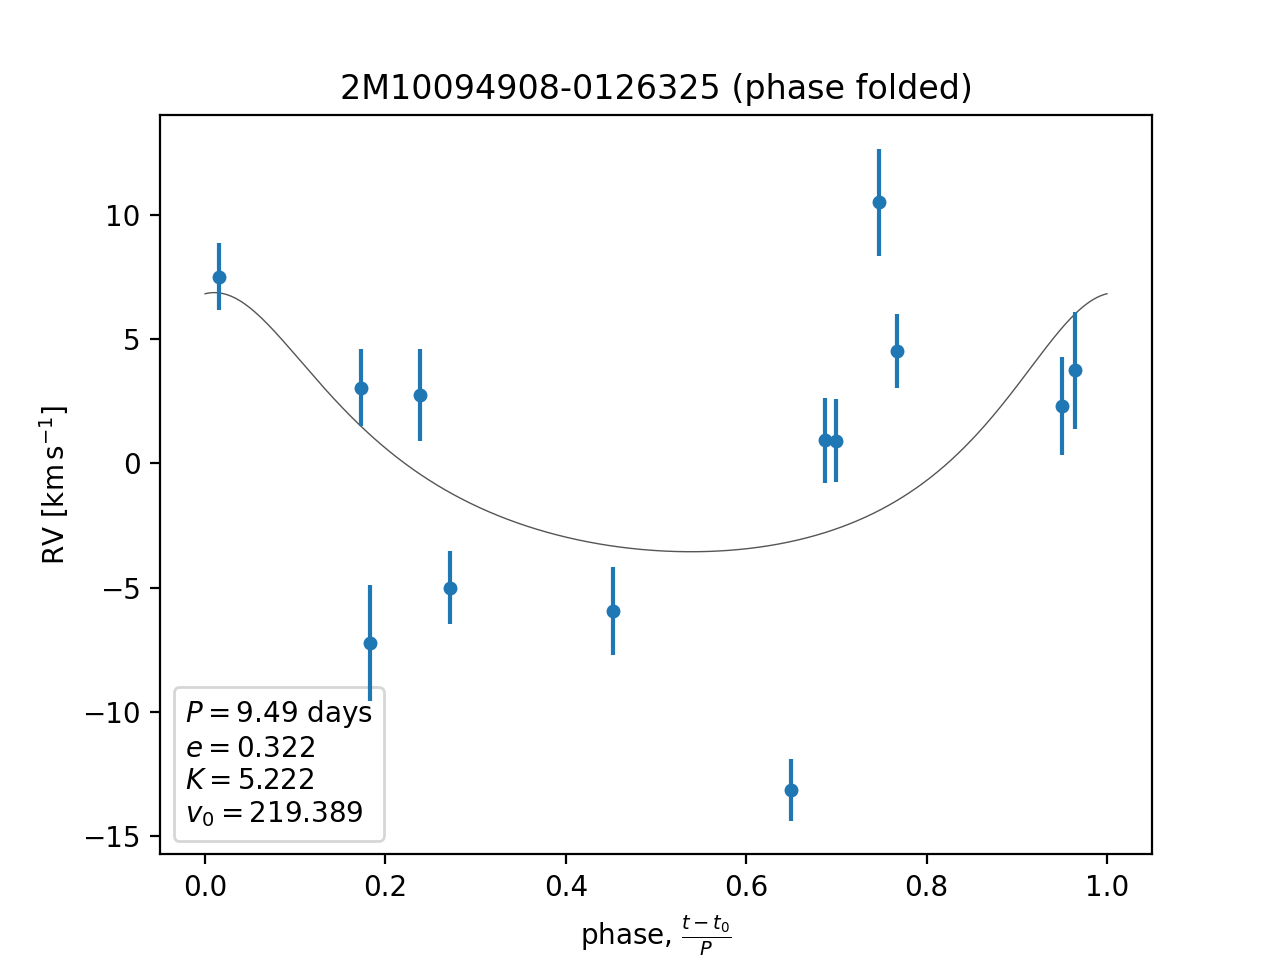 2M10094908-0126325 (phase folded)
RV [km s⁻¹]
10
5
0
−5
−10
−15
P = 9.49 days
e = 0.322
K = 5.222
v₀ = 219.389
0.0 0.2 0.4 0.6 0.8 1.0
phase, (t − t₀)/P